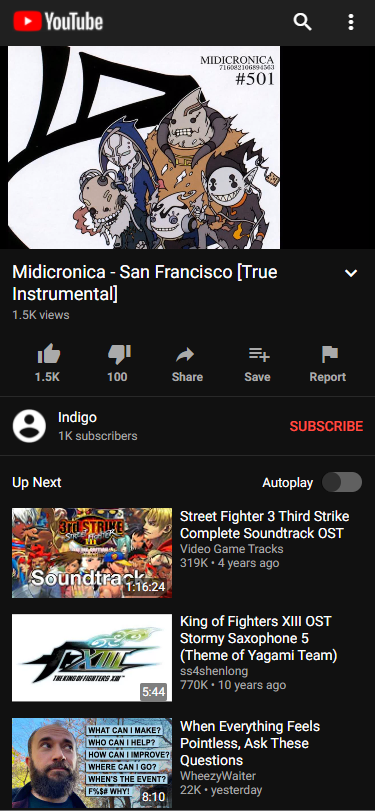 YouTube
MIDICRONICA
716082106894563
#501
Midicronica - San Francisco [True
Instrumental]
1.5K views
1.5K
100
Share
Save
Report
Indigo
1K subscribers
SUBSCRIBE
Up Next
Autoplay
3rd STRIKE
STREET FIGHTER III
Soundtrack
1:16:24
Street Fighter 3 Third Strike
Complete Soundtrack OST
Video Game Tracks
319K • 4 years ago
XIII
THE KING OF FIGHTERS XIII
5:44
King of Fighters XIII OST
Stormy Saxophone 5
(Theme of Yagami Team)
ss4shenlong
770K • 10 years ago
WHAT CAN I MAKE?
WHO CAN I HELP?
HOW CAN I IMPROVE?
WHERE CAN I GO?
WHEN'S THE EVENT?
F%$# WHY!
8:10
When Everything Feels
Pointless, Ask These
Questions
WheezyWaiter
22K • yesterday